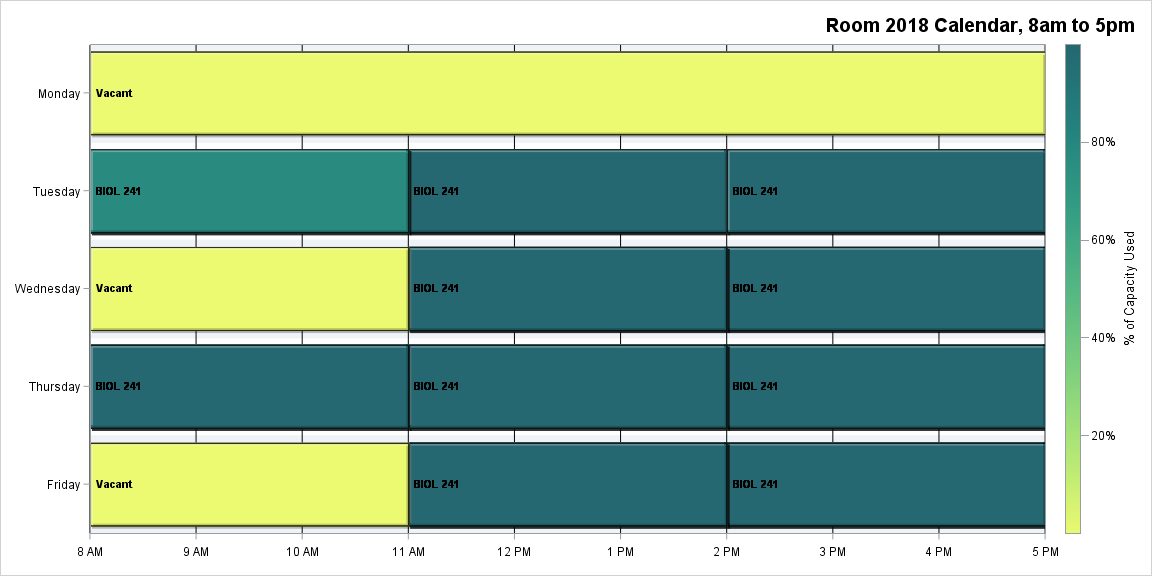 Room 2018 Calendar, 8am to 5pm
Monday
Vacant
Tuesday
BIOL 241
BIOL 241
BIOL 241
Wednesday
Vacant
BIOL 241
BIOL 241
Thursday
BIOL 241
BIOL 241
BIOL 241
Friday
Vacant
BIOL 241
BIOL 241
8 AM
9 AM
10 AM
11 AM
12 PM
1 PM
2 PM
3 PM
4 PM
5 PM
80%
60%
40%
20%
% of Capacity Used